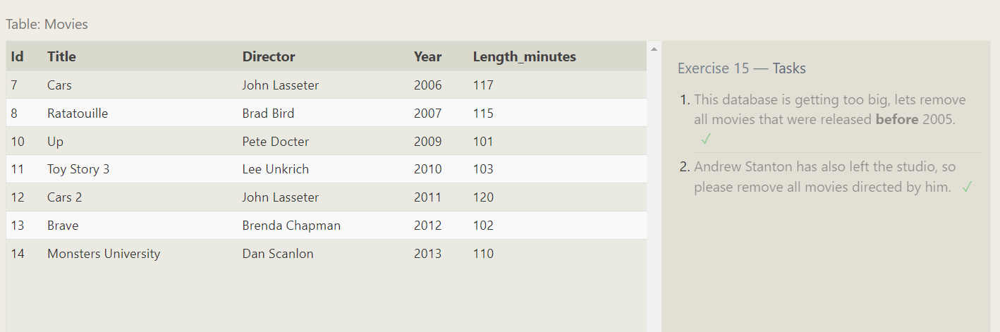 Table: Movies
Id Title Director Year Length_minutes
7 Cars John Lasseter 2006 117
8 Ratatouille Brad Bird 2007 115
10 Up Pete Docter 2009 101
11 Toy Story 3 Lee Unkrich 2010 103
12 Cars 2 John Lasseter 2011 120
13 Brave Brenda Chapman 2012 102
14 Monsters University Dan Scanlon 2013 110
Exercise 15 — Tasks
1. This database is getting too big, lets remove
all movies that were released before 2005.
✓
2. Andrew Stanton has also left the studio, so
please remove all movies directed by him. ✓